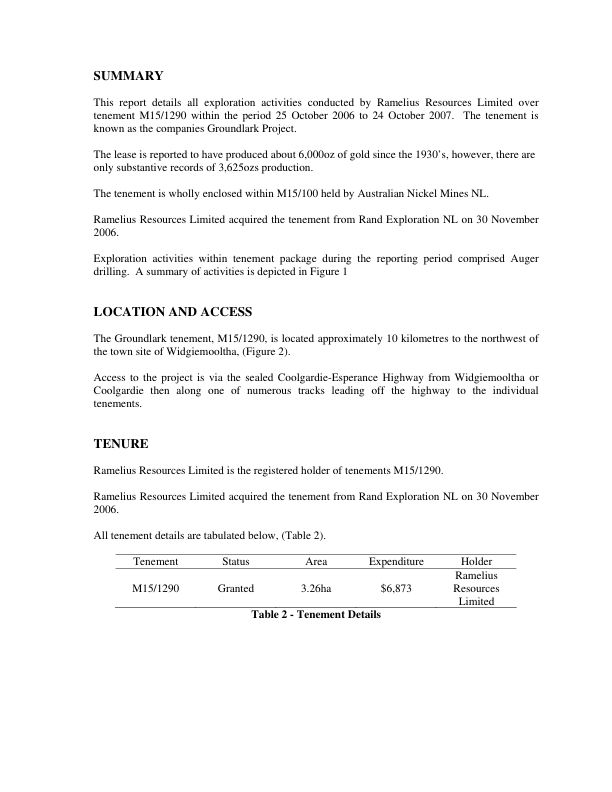 SUMMARY
This report details all exploration activities conducted by Ramelius Resources Limited over
tenement M15/1290 within the period 25 October 2006 to 24 October 2007. The tenement is
known as the companies Groundlark Project.
The lease is reported to have produced about 6,000oz of gold since the 1930's, however, there are
only substantive records of 3,625ozs production.
The tenement is wholly enclosed within M15/100 held by Australian Nickel Mines NL.
Ramelius Resources Limited acquired the tenement from Rand Exploration NL on 30 November
2006.
Exploration activities within tenement package during the reporting period comprised Auger
drilling. A summary of activities is depicted in Figure 1
LOCATION AND ACCESS
The Groundlark tenement, M15/1290, is located approximately 10 kilometres to the northwest of
the town site of Widgiemooltha, (Figure 2).
Access to the project is via the sealed Coolgardie-Esperance Highway from Widgiemooltha or
Coolgardie then along one of numerous tracks leading off the highway to the individual
tenements.
TENURE
Ramelius Resources Limited is the registered holder of tenements M15/1290.
Ramelius Resources Limited acquired the tenement from Rand Exploration NL on 30 November
2006.
All tenement details are tabulated below, (Table 2).
Tenement Status Area Expenditure Holder
M15/1290 Granted 3.26ha $6,873 Ramelius
Resources
Limited
Table 2 - Tenement Details